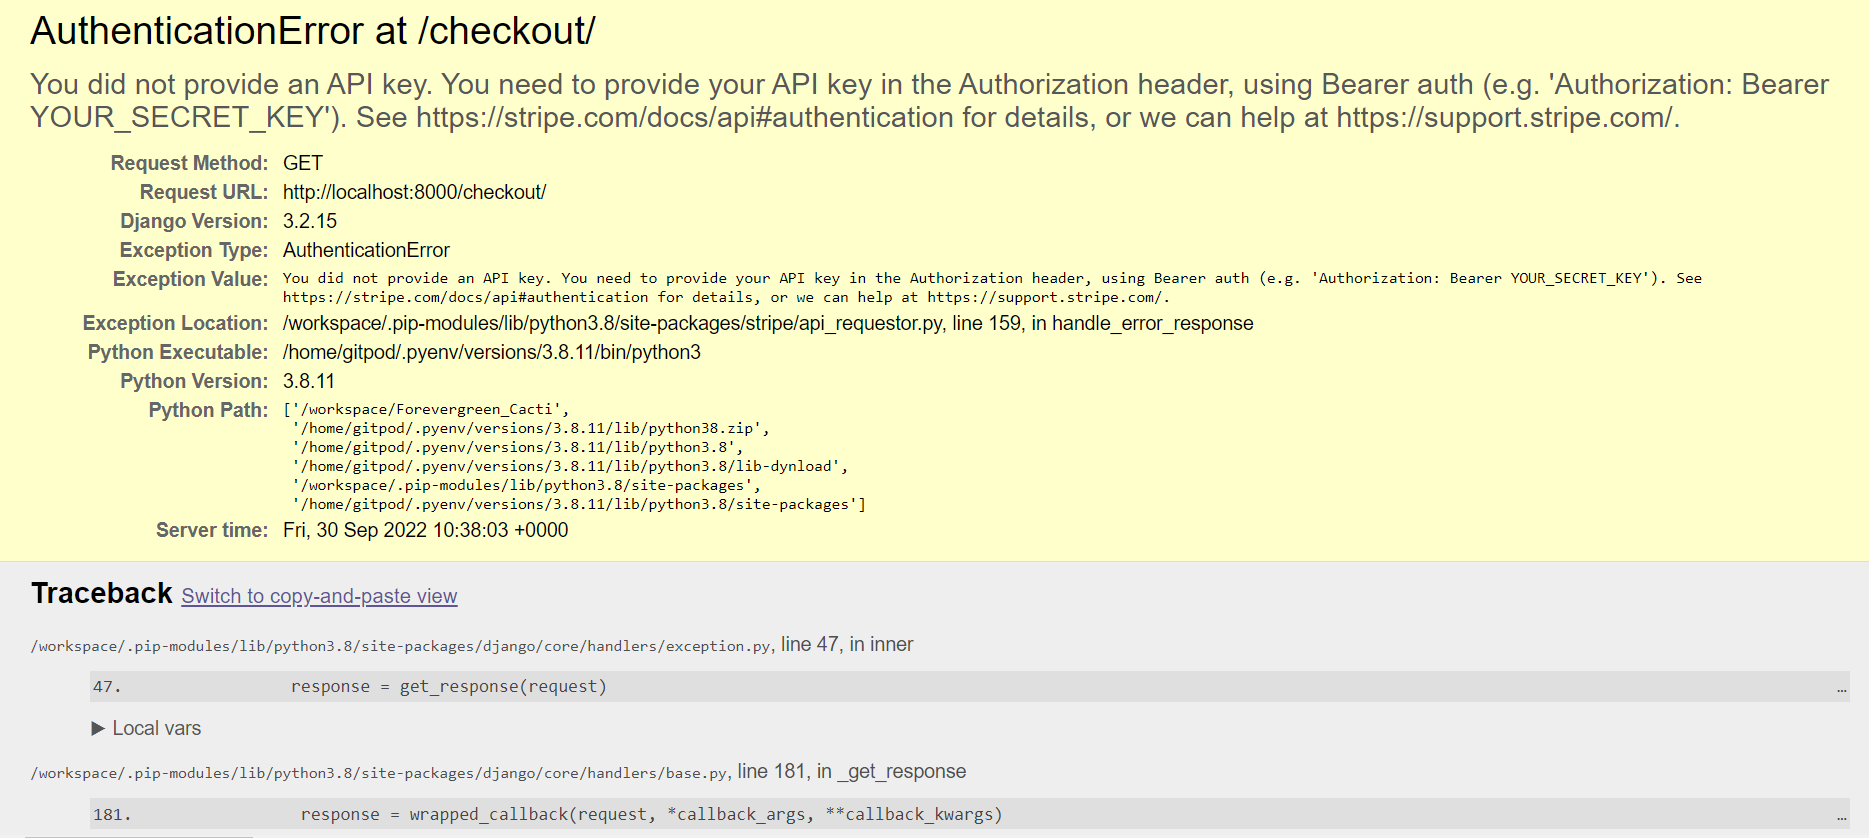 AuthenticationError at /checkout/
You did not provide an API key. You need to provide your API key in the Authorization header, using Bearer auth (e.g. 'Authorization: Bearer
YOUR_SECRET_KEY'). See https://stripe.com/docs/api#authentication for details, or we can help at https://support.stripe.com/.
Request Method: GET
Request URL: http://localhost:8000/checkout/
Django Version: 3.2.15
Exception Type: AuthenticationError
Exception Value: You did not provide an API key. You need to provide your API key in the Authorization header, using Bearer auth (e.g. 'Authorization: Bearer YOUR_SECRET_KEY'). See
https://stripe.com/docs/api#authentication for details, or we can help at https://support.stripe.com/.
Exception Location: /workspace/.pip-modules/lib/python3.8/site-packages/stripe/api_requestor.py, line 159, in handle_error_response
Python Executable: /home/gitpod/.pyenv/versions/3.8.11/bin/python3
Python Version: 3.8.11
Python Path: ['/workspace/Forevergreen_Cacti',
'/home/gitpod/.pyenv/versions/3.8.11/lib/python38.zip',
'/home/gitpod/.pyenv/versions/3.8.11/lib/python3.8',
'/home/gitpod/.pyenv/versions/3.8.11/lib/python3.8/lib-dynload',
'/workspace/.pip-modules/lib/python3.8/site-packages',
'/home/gitpod/.pyenv/versions/3.8.11/lib/python3.8/site-packages']
Server time: Fri, 30 Sep 2022 10:38:03 +0000
Traceback Switch to copy-and-paste view
/workspace/.pip-modules/lib/python3.8/site-packages/django/core/handlers/exception.py, line 47, in inner
47. response = get_response(request) …
▶ Local vars
/workspace/.pip-modules/lib/python3.8/site-packages/django/core/handlers/base.py, line 181, in _get_response
181. response = wrapped_callback(request, *callback_args, **callback_kwargs) …